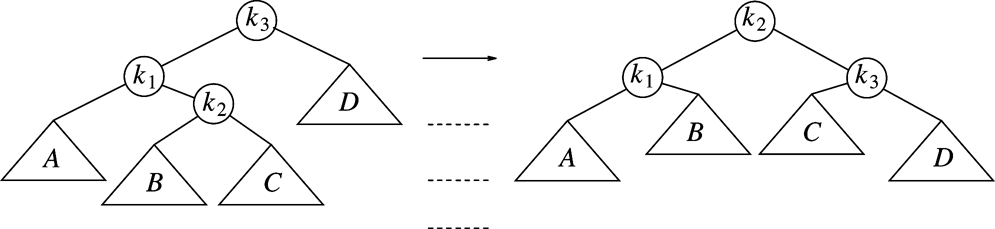 k₃ k₂
k₁ k₁ k₃
k₂
D B C
A A D
B C